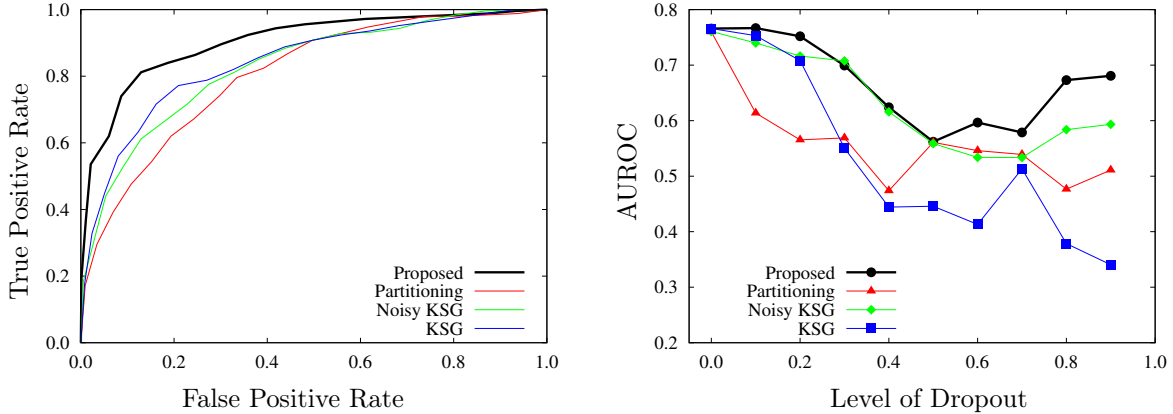 True Positive Rate
1.0
0.8
0.6
0.4
0.2
0.0
Proposed
Partitioning
Noisy KSG
KSG
0.0 0.2 0.4 0.6 0.8 1.0
False Positive Rate
AUROC
0.8
0.7
0.6
0.5
0.4
0.3
0.2
Proposed
Partitioning
Noisy KSG
KSG
0.0 0.2 0.4 0.6 0.8 1.0
Level of Dropout